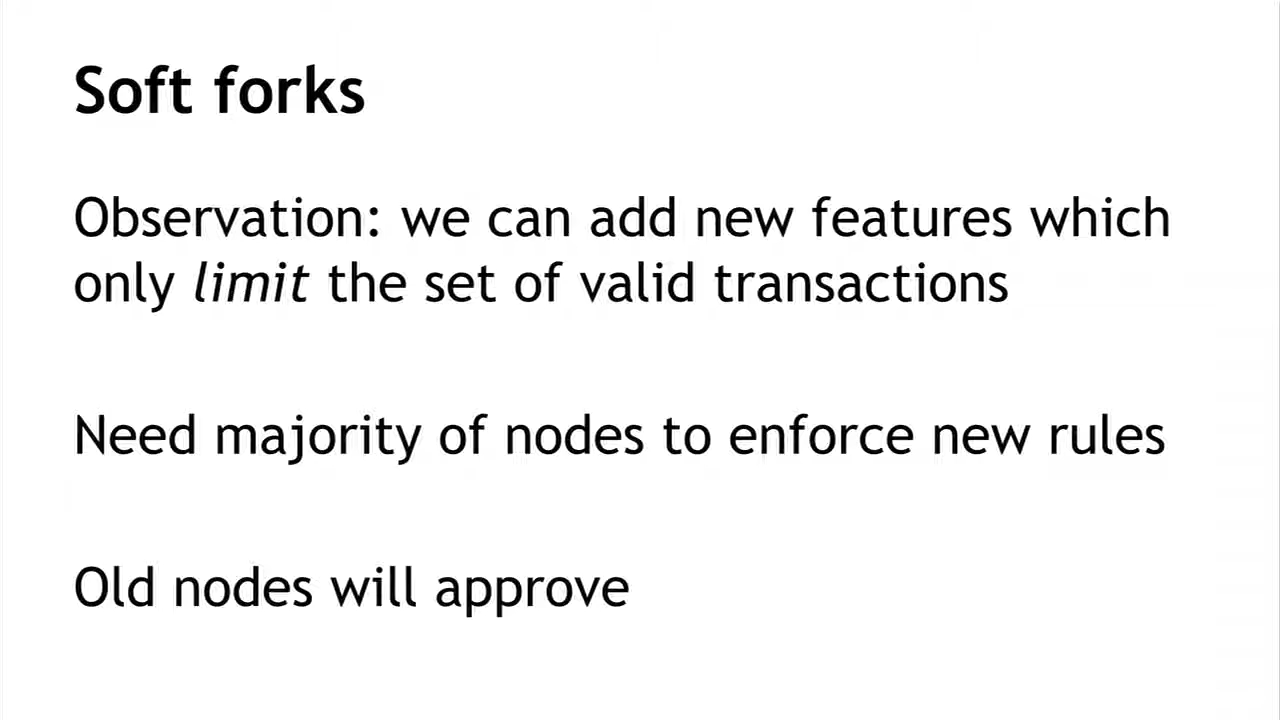 Soft forks
Observation: we can add new features which
only limit the set of valid transactions
Need majority of nodes to enforce new rules
Old nodes will approve